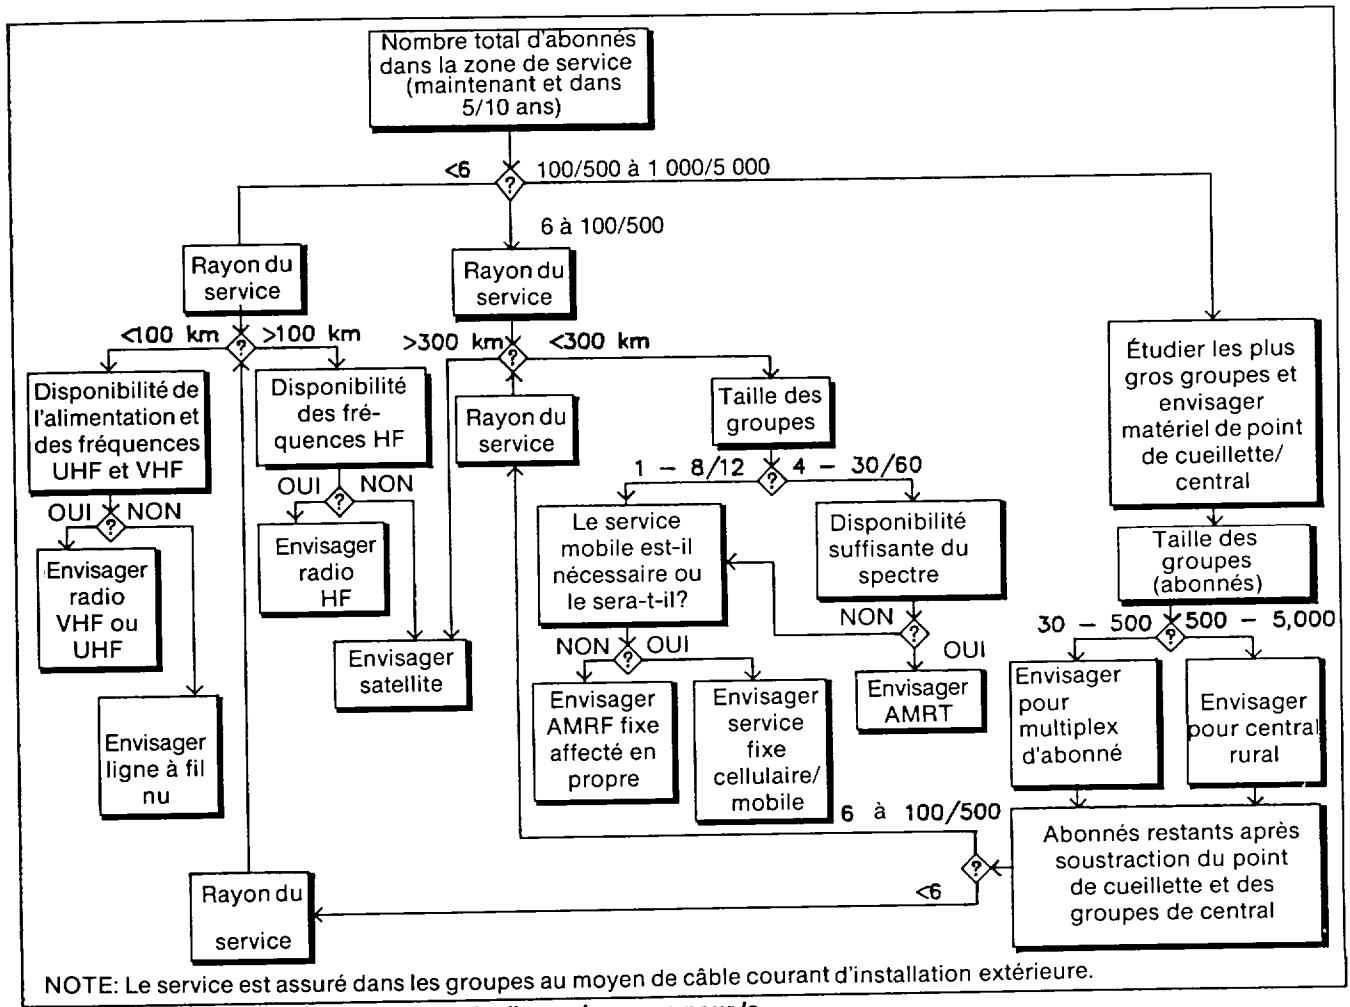 Nombre total d'abonnés
dans la zone de service
(maintenant et dans
5/10 ans)
<6
?
100/500 à 1 000/5 000
6 à 100/500
Rayon du
service
<100 km
?
>100 km
Disponibilité de
l'alimentation et
des fréquences
UHF et VHF
OUI
?
NON
Envisager
radio
VHF ou
UHF
Envisager
ligne à fil
nu
Disponibilité
des fré-
quences HF
OUI
?
NON
Envisager
radio
HF
Envisager
satellite
Rayon du
service
>300 km
?
<300 km
Rayon du
service
Taille des
groupes
1 – 8/12
?
4 – 30/60
Le service
mobile est-il
nécessaire ou
le sera-t-il?
NON
?
OUI
Envisager
AMRF fixe
affecté en
propre
Envisager
service
fixe
cellulaire/
mobile
Disponibilité
suffisante du
spectre
NON
?
OUI
Envisager
AMRT
Étudier les plus
gros groupes et
envisager
matériel de point
de cueillette/
central
Taille des
groupes
(abonnés)
30 – 500
?
500 – 5,000
Envisager
pour
multiplex
d'abonné
Envisager
pour central
rural
Abonnés restants après
soustraction du point
de cueillette et des
groupes de central
6 à 100/500
?
<6
Rayon du
service
NOTE: Le service est assuré dans les groupes au moyen de câble courant d'installation extérieure.